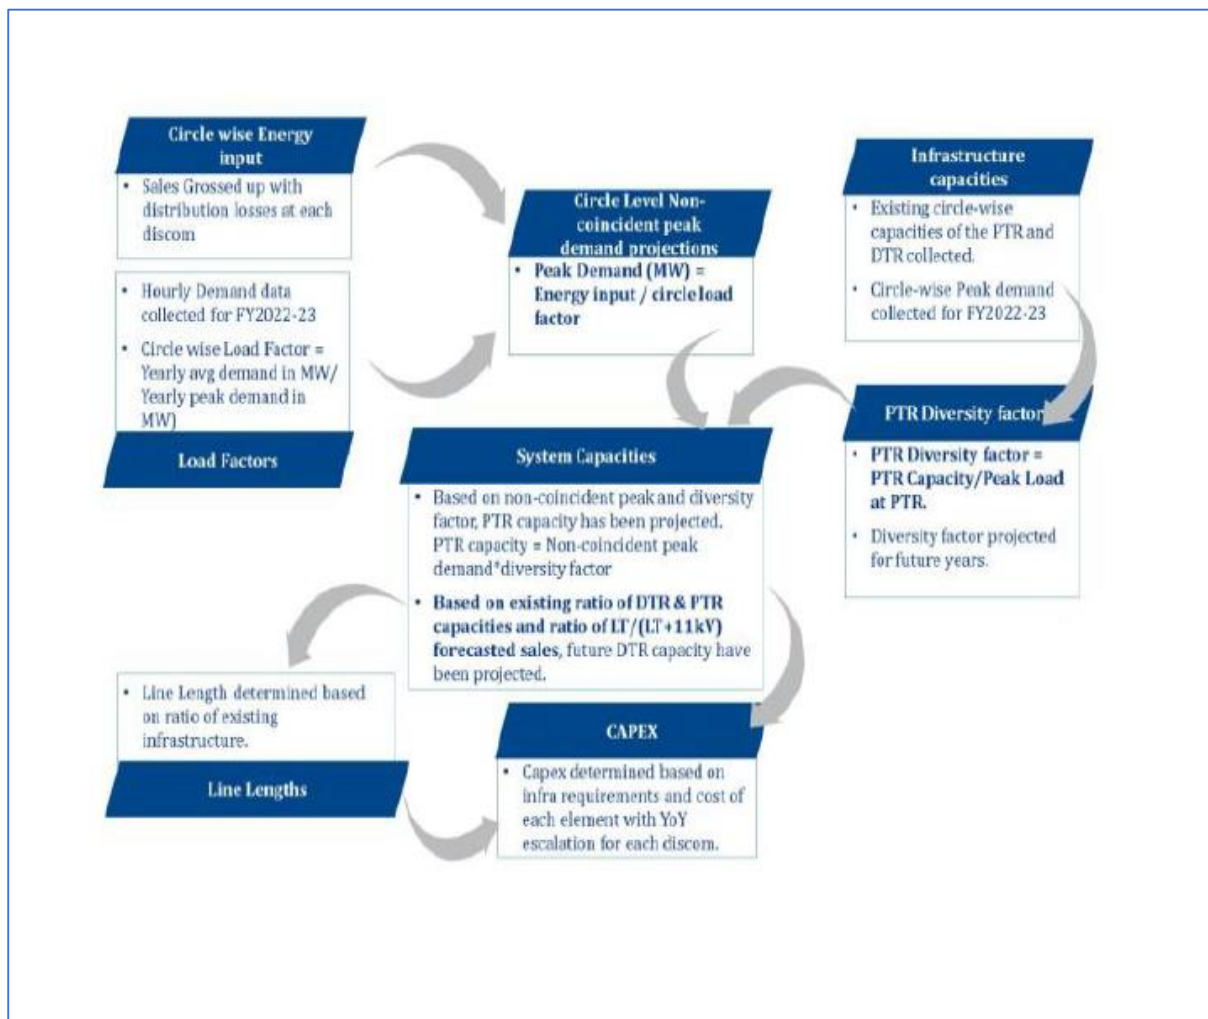 Circle wise Energy
input
• Sales Grossed up with
distribution losses at each
discom
• Hourly Demand data
collected for FY2022-23
• Circle wise Load Factor =
Yearly avg demand in MW/
Yearly peak demand in
MW)
Load Factors
Circle Level Non-
coincident peak
demand projections
• Peak Demand (MW) =
Energy input / circle load
factor
Infrastructure
capacities
• Existing circle-wise
capacities of the PTR and
DTR collected.
• Circle-wise Peak demand
collected for FY2022-23
PTR Diversity factor
• PTR Diversity factor =
PTR Capacity/Peak Load
at PTR.
• Diversity factor projected
for future years.
System Capacities
• Based on non-coincident peak and diversity
factor, PTR capacity has been projected.
PTR capacity = Non-coincident peak
demand*diversity factor
• Based on existing ratio of DTR & PTR
capacities and ratio of LT/(LT+11kV)
forecasted sales, future DTR capacity have
been projected.
• Line Length determined based
on ratio of existing
infrastructure.
Line Lengths
CAPEX
• Capex determined based on
infra requirements and cost of
each element with YoY
escalation for each discom.